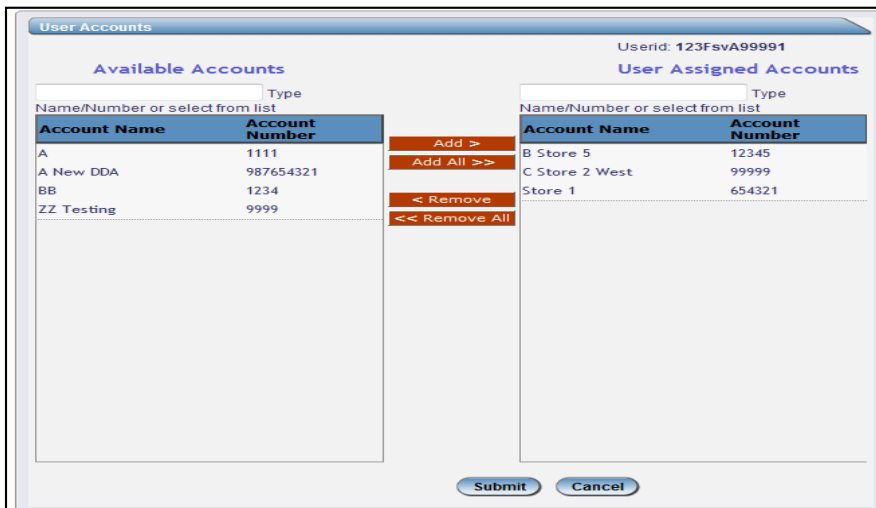 User Accounts
Userid: 123FsvA99991
Available Accounts
User Assigned Accounts
Type
Name/Number or select from list
Type
Name/Number or select from list
Account Name Account Number
A 1111
A New DDA 987654321
BB 1234
ZZ Testing 9999
Add >
Add All >>
< Remove
<< Remove All
Account Name Account Number
B Store 5 12345
C Store 2 West 99999
Store 1 654321
Submit
Cancel